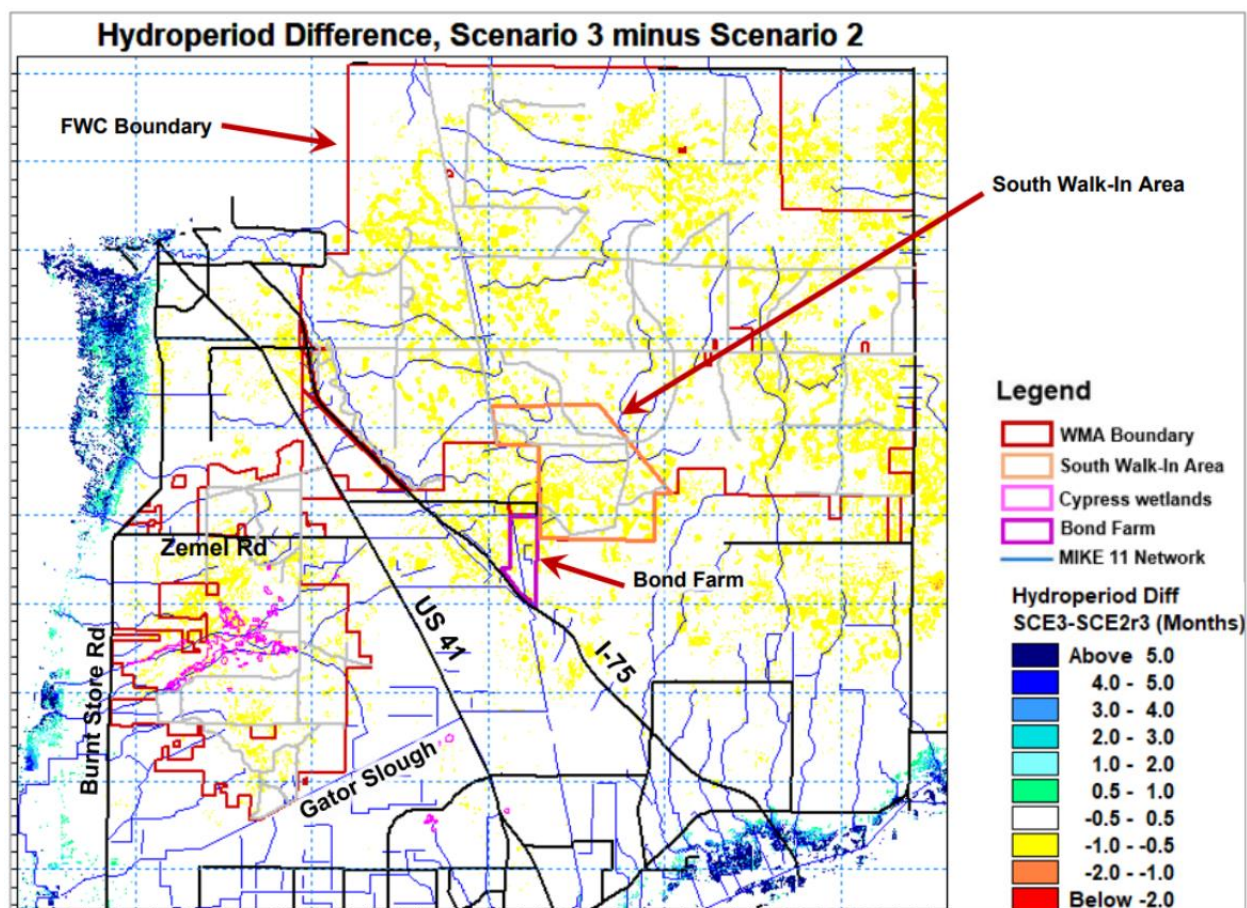 Hydroperiod Difference, Scenario 3 minus Scenario 2
FWC Boundary
South Walk-In Area
Zemel Rd
Bond Farm
US 41
I-75
Burnt Store Rd
Gator Slough
Legend
WMA Boundary
South Walk-In Area
Cypress wetlands
Bond Farm
MIKE 11 Network
Hydroperiod Diff
SCE3-SCE2r3 (Months)
Above 5.0
4.0 - 5.0
3.0 - 4.0
2.0 - 3.0
1.0 - 2.0
0.5 - 1.0
-0.5 - 0.5
-1.0 - -0.5
-2.0 - -1.0
Below -2.0